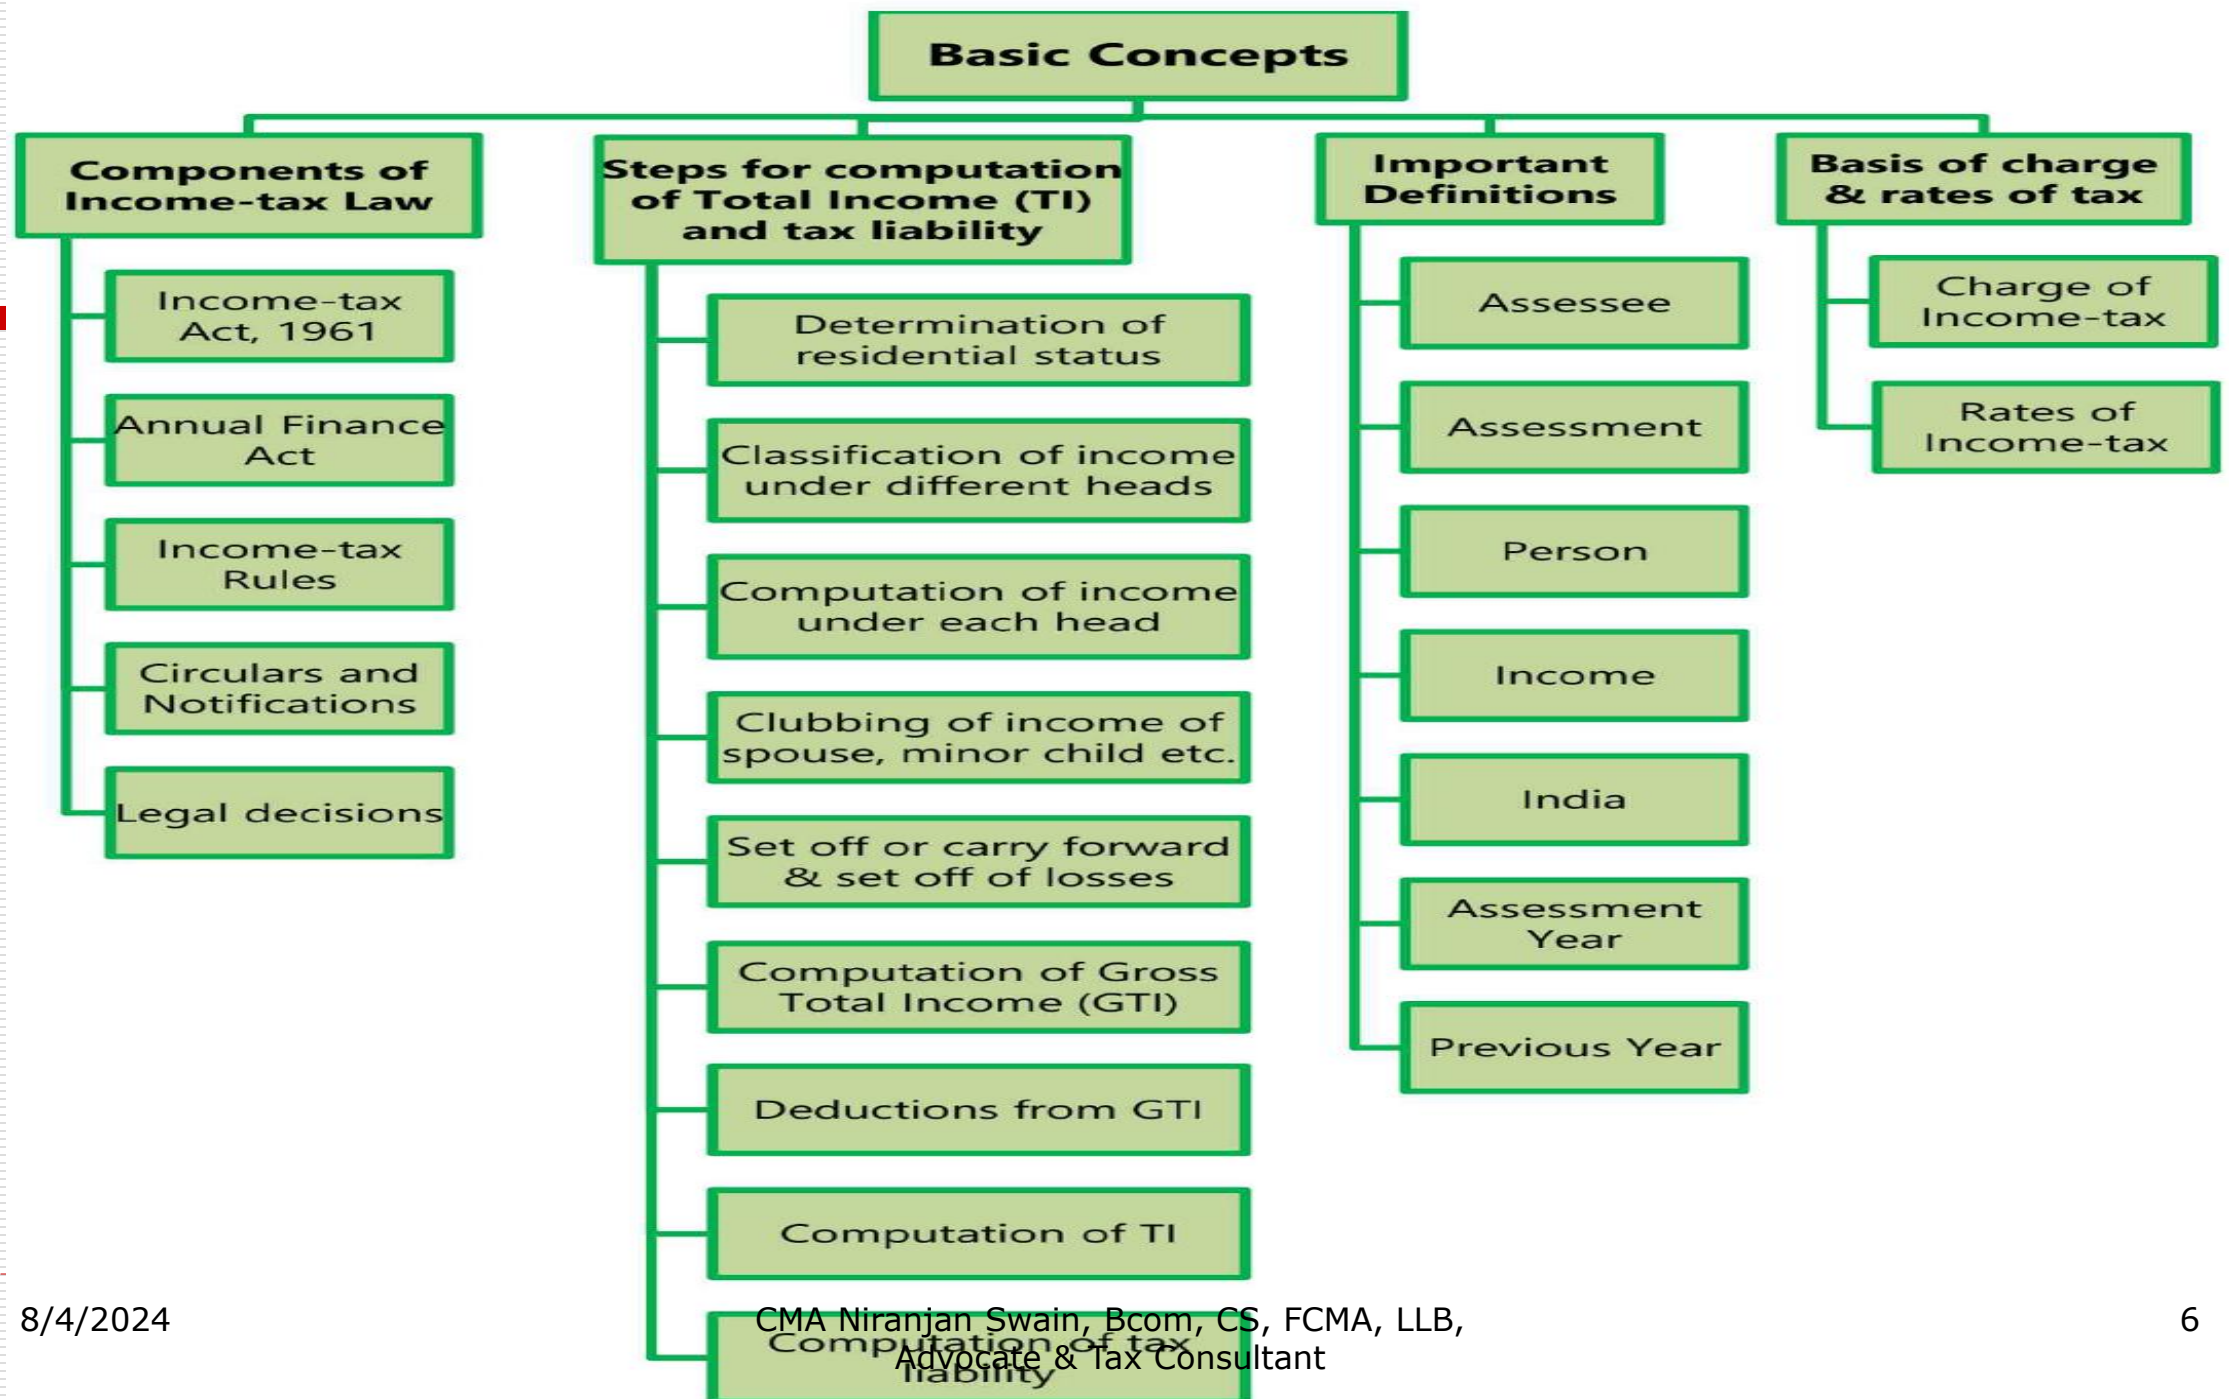 Basic Concepts
Components of
Income-tax Law
Income-tax
Act, 1961
Annual Finance
Act
Income-tax
Rules
Circulars and
Notifications
Legal decisions
Steps for computation
of Total Income (TI)
and tax liability
Determination of
residential status
Classification of income
under different heads
Computation of income
under each head
Clubbing of income of
spouse, minor child etc.
Set off or carry forward
& set off of losses
Computation of Gross
Total Income (GTI)
Deductions from GTI
Computation of TI
Computation of tax
liability
Important
Definitions
Assessee
Assessment
Person
Income
India
Assessment
Year
Previous Year
Basis of charge
& rates of tax
Charge of
Income-tax
Rates of
Income-tax
8/4/2024
CMA Niranjan Swain, Bcom, CS, FCMA, LLB,
Advocate & Tax Consultant
6